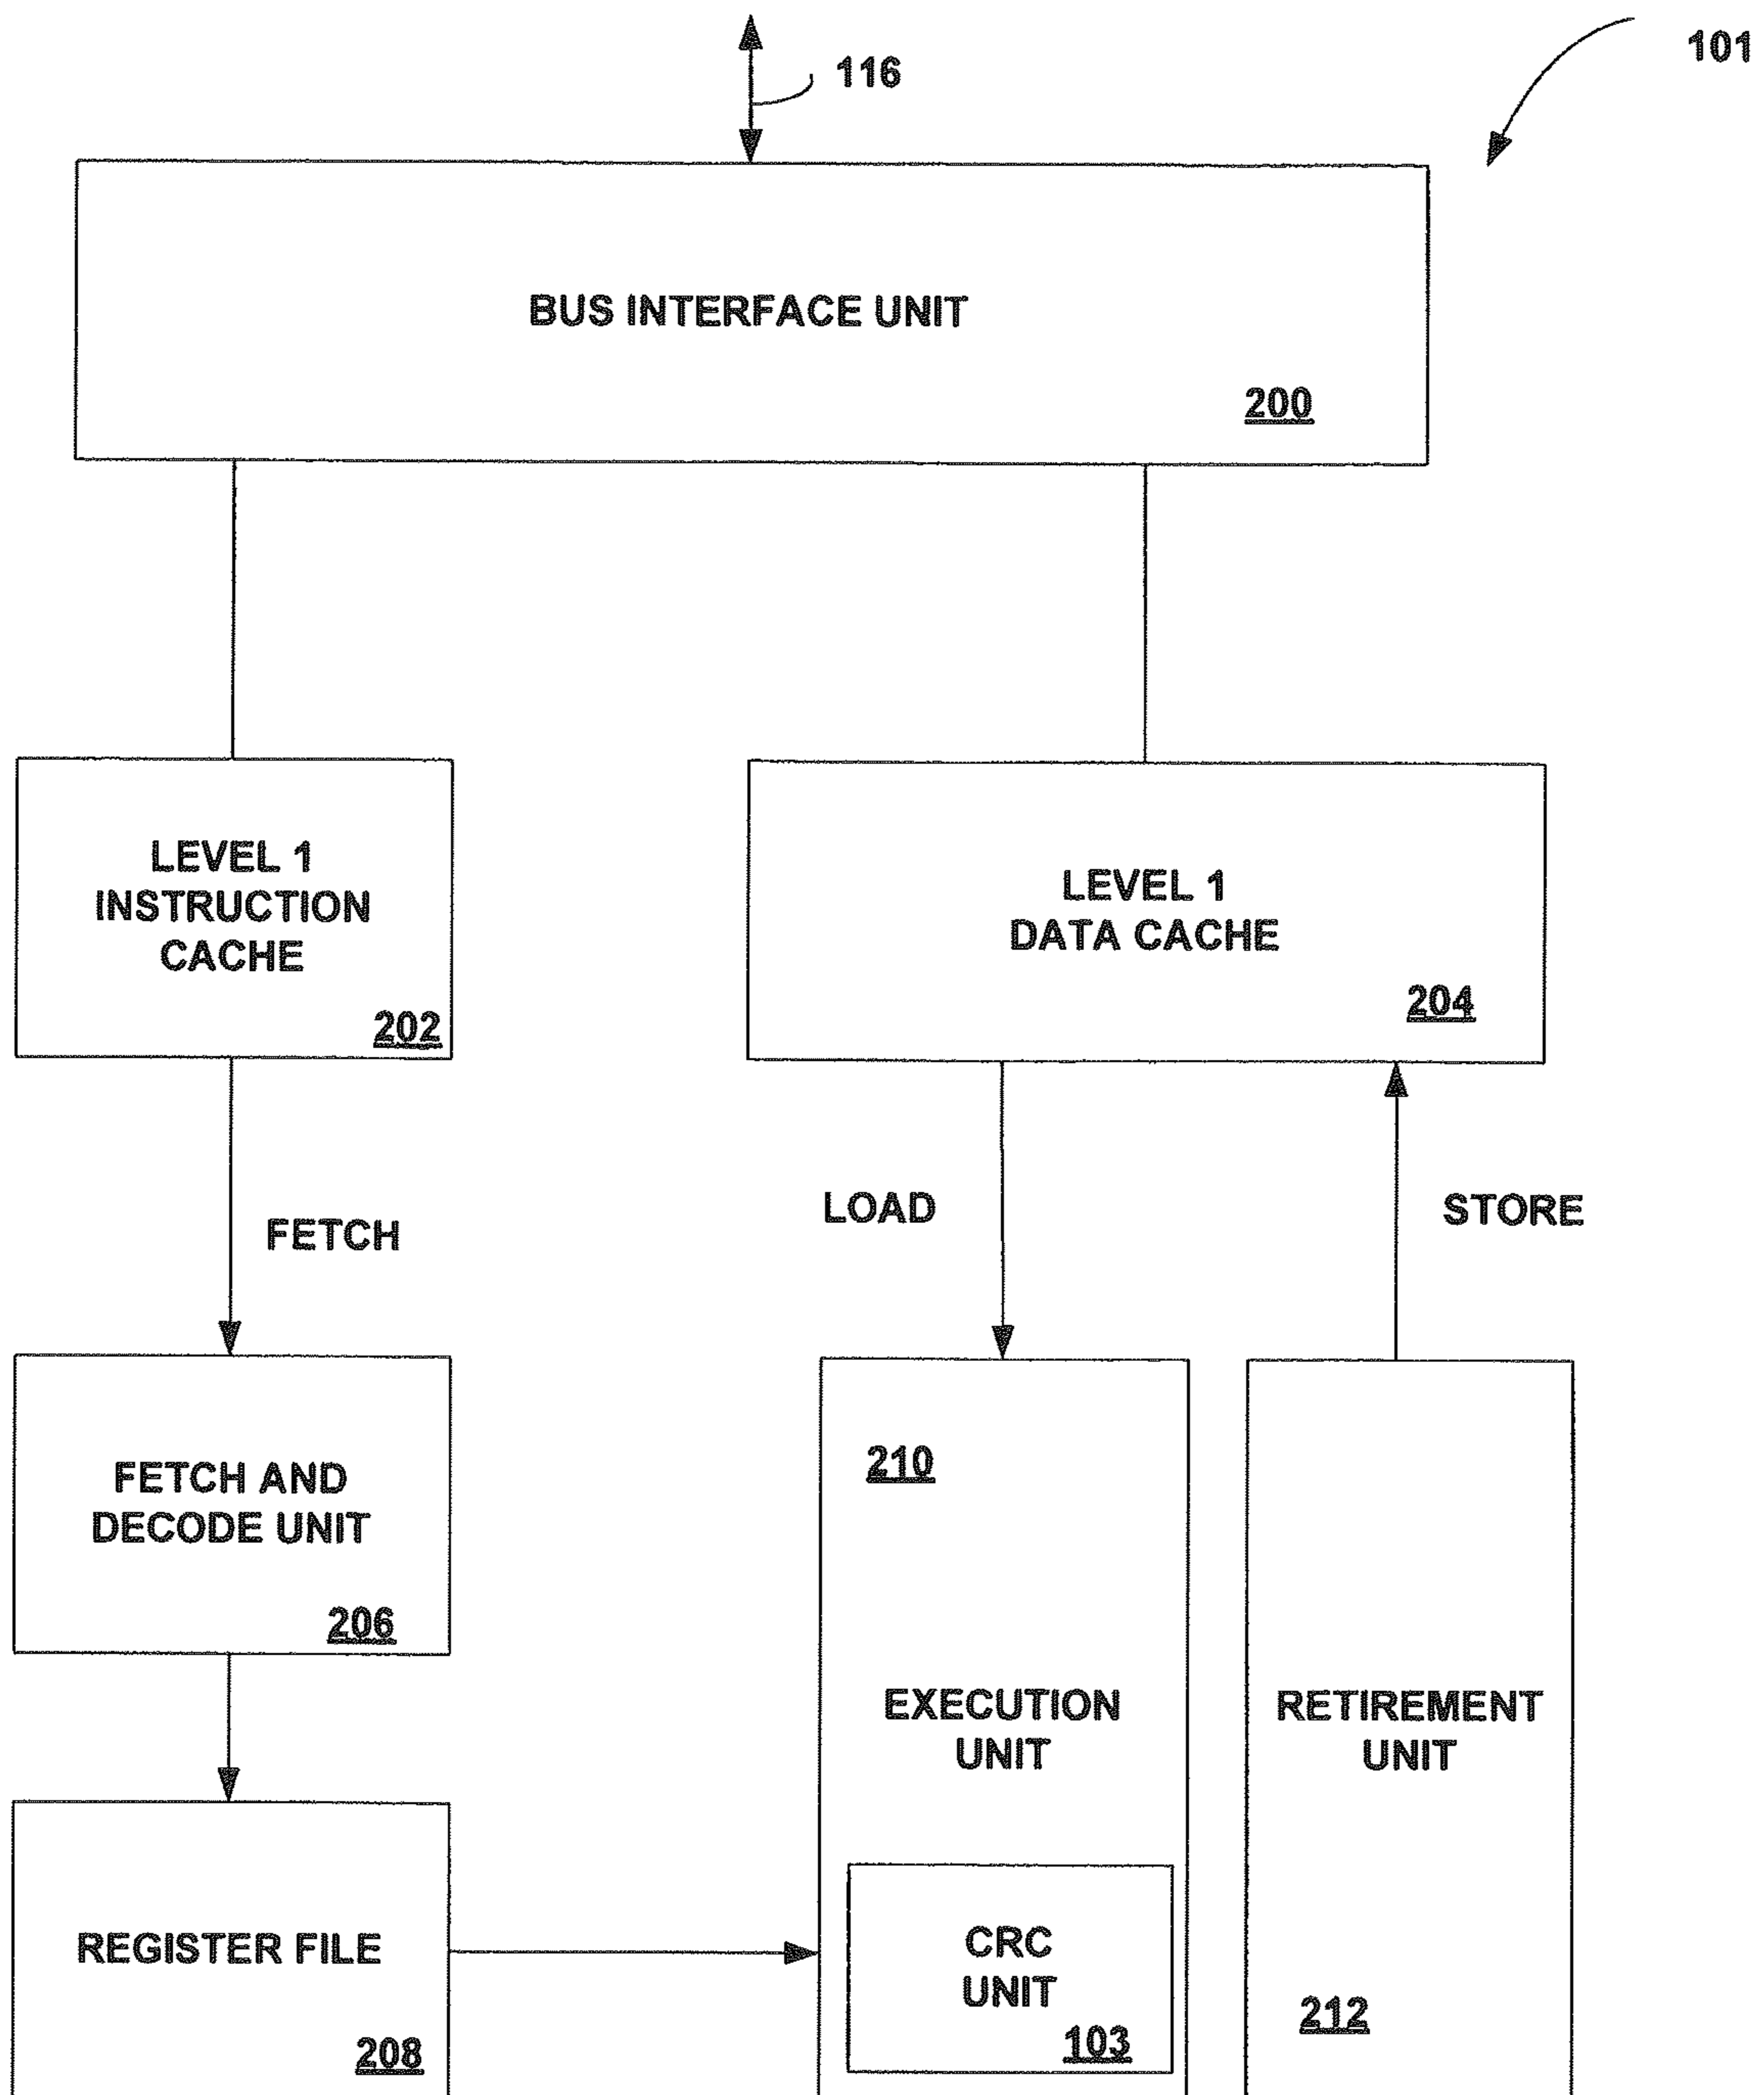 116
101
BUS INTERFACE UNIT
200
LEVEL 1
INSTRUCTION
CACHE
202
LEVEL 1
DATA CACHE
204
FETCH
LOAD
STORE
FETCH AND
DECODE UNIT
206
210
EXECUTION
UNIT
RETIREMENT
UNIT
REGISTER FILE
208
CRC
UNIT
103
212